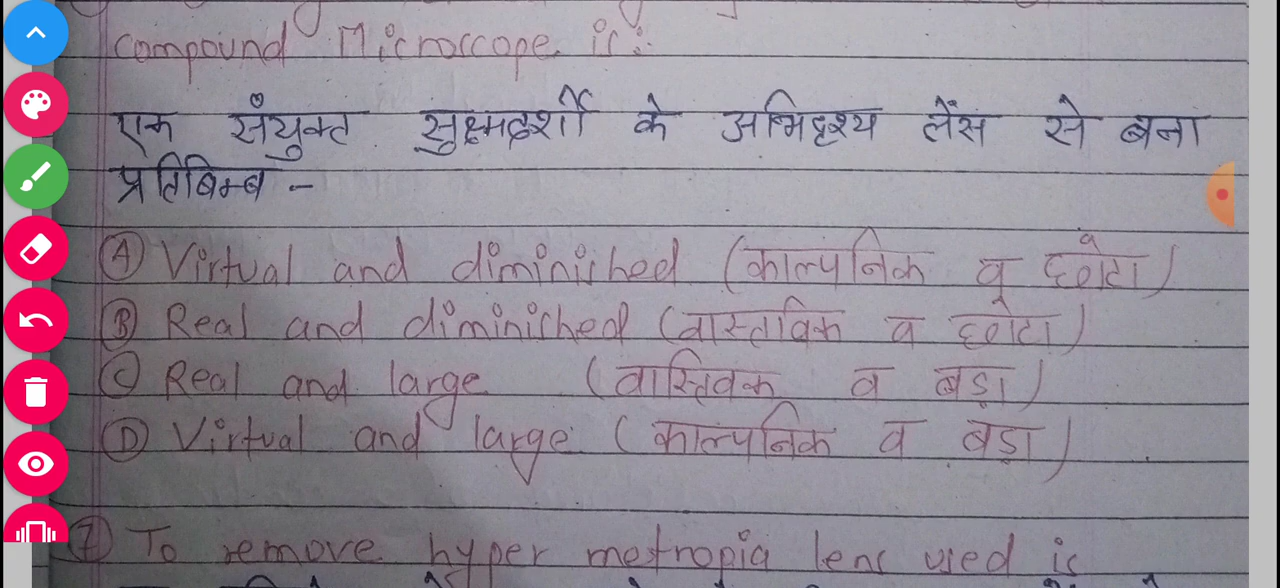 compound Microscope is:
एक संयुक्त सुक्ष्मदर्शी के अभिदृश्य लेंस से बना
प्रतिबिम्ब -
Ⓐ Virtual and diminished (काल्पनिक व छोटा)
Ⓑ Real and diminished (वास्तविक व छोटा)
Ⓒ Real and large (वास्तिवक व बड़ा)
Ⓓ Virtual and large (काल्पनिक व बड़ा)
⑦ To remove hyper metropia lens used is